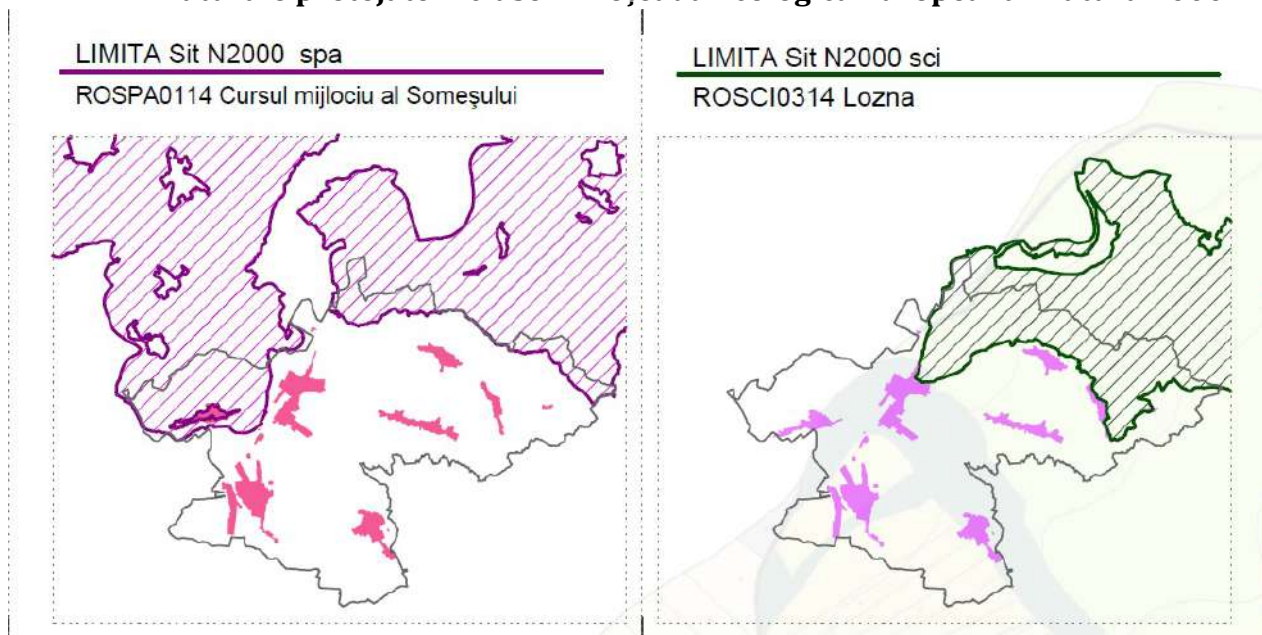 LIMITA Sit N2000 spa
ROSPA0114 Cursul mijlociu al Someşului
LIMITA Sit N2000 sci
ROSCI0314 Lozna